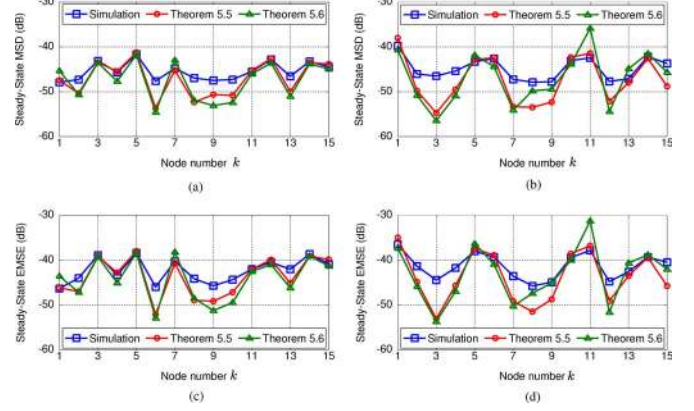 -30
Simulation Theorem 5.5 Theorem 5.6
Steady-State MSD (dB)
-40
-50
-60
1 3 5 7 9 11 13 15
Node number k
(a)
-30
Simulation Theorem 5.5 Theorem 5.6
Steady-State MSD (dB)
-40
-50
-60
1 3 5 7 9 11 13 15
Node number k
(b)
-30
Steady-State EMSE (dB)
-40
-50
Simulation Theorem 5.5 Theorem 5.6
-60
1 3 5 7 9 11 13 15
Node number k
(c)
-30
Steady-State EMSE (dB)
-40
-50
Simulation Theorem 5.5 Theorem 5.6
-60
1 3 5 7 9 11 13 15
Node number k
(d)